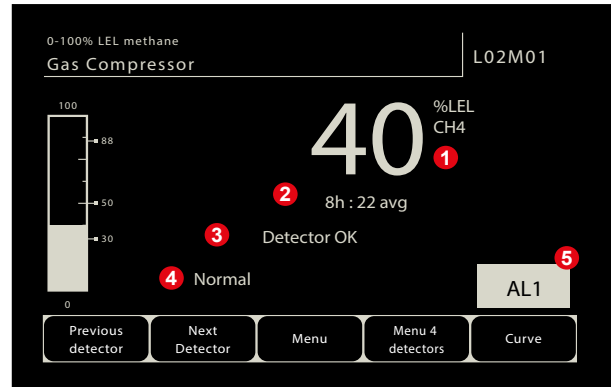 0-100% LEL methane
Gas Compressor
L02M01
100
88
50
30
0
40
%LEL
CH4
1
2
8h : 22 avg
3
Detector OK
4
Normal
5
AL1
Previous
detector
Next
Detector
Menu
Menu 4
detectors
Curve